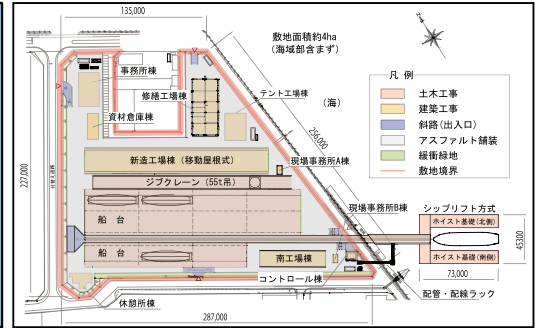 135,000
敷地面積約4ha
(海域部含まず)
凡 例
土木工事
建築工事
斜路(出入口)
アスファルト舗装
緩衝緑地
敷地境界
事務所棟
修繕工場棟
テント工場棟
(海)
資材倉庫棟
256,000
227,000
新造工場棟(移動屋根式)
現場事務所A棟
ジブクレーン(55t吊)
船 台
現場事務所B棟
シップリフト方式
ホイスト基礎(北側)
45300
船 台
南工場棟
ホイスト基礎(南側)
73,000
コントロール棟
配管・配線ラック
休憩所棟
287,000